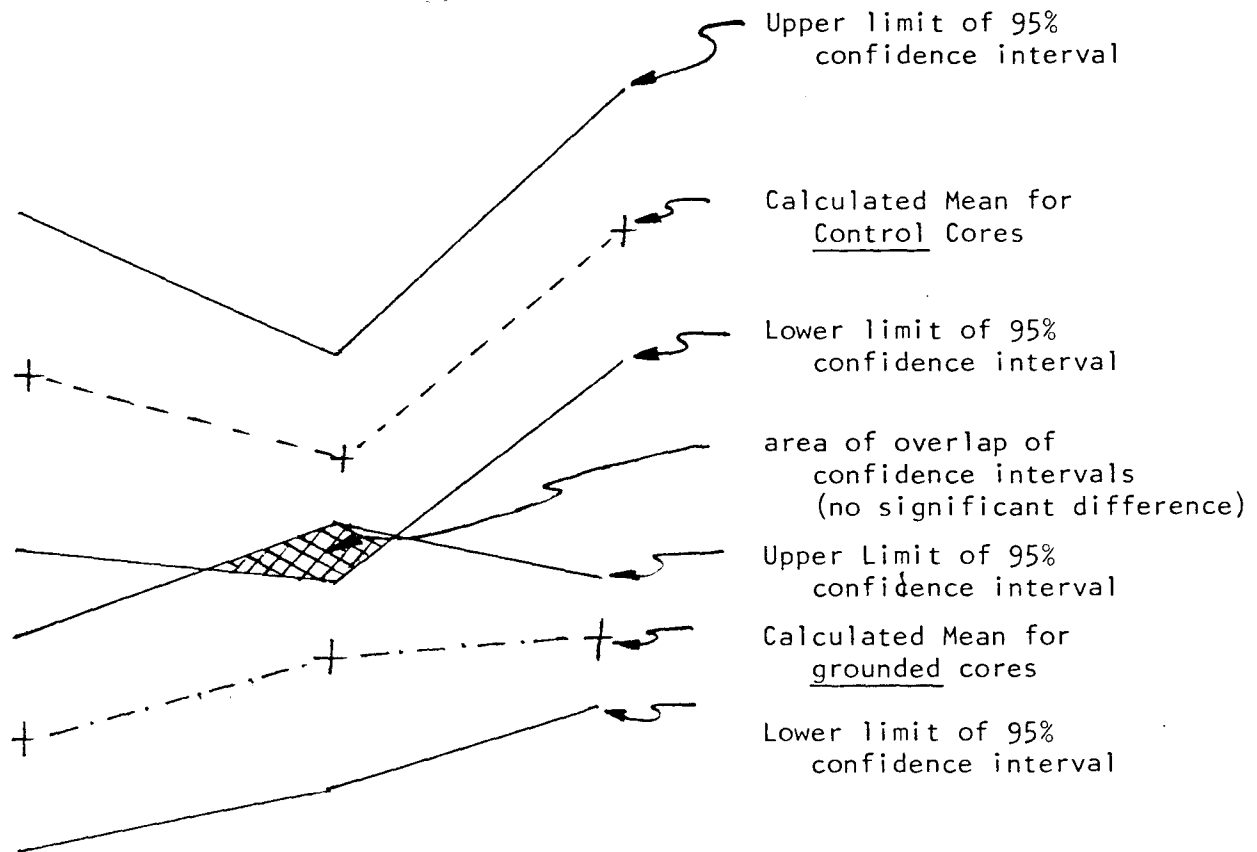 Upper limit of 95%
confidence interval
Calculated Mean for
Control Cores
Lower limit of 95%
confidence interval
area of overlap of
confidence intervals
(no significant difference)
Upper Limit of 95%
confidence interval
Calculated Mean for
grounded cores
Lower limit of 95%
confidence interval